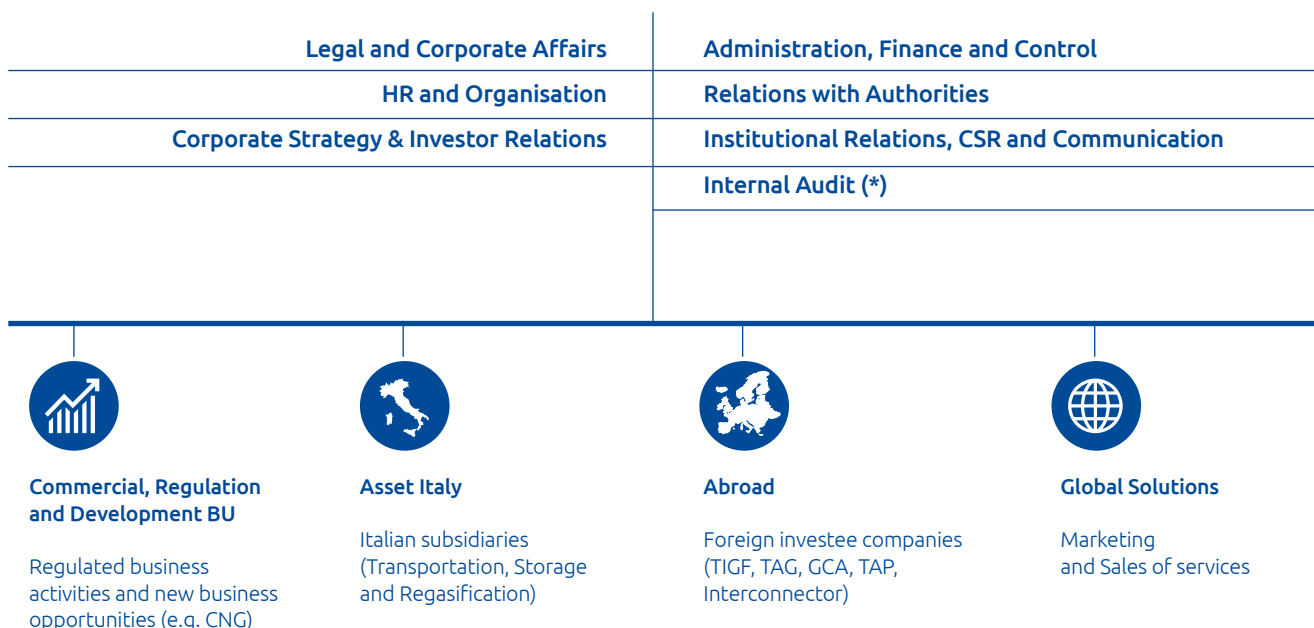 Legal and Corporate Affairs
Administration, Finance and Control
HR and Organisation
Relations with Authorities
Corporate Strategy & Investor Relations
Institutional Relations, CSR and Communication
Internal Audit (*)
Commercial, Regulation
and Development BU
Regulated business
activities and new business
opportunities (e.g. CNG)
Asset Italy
Italian subsidiaries
(Transportation, Storage
and Regasification)
Abroad
Foreign investee companies
(TIGF, TAG, GCA, TAP,
Interconnector)
Global Solutions
Marketing
and Sales of services